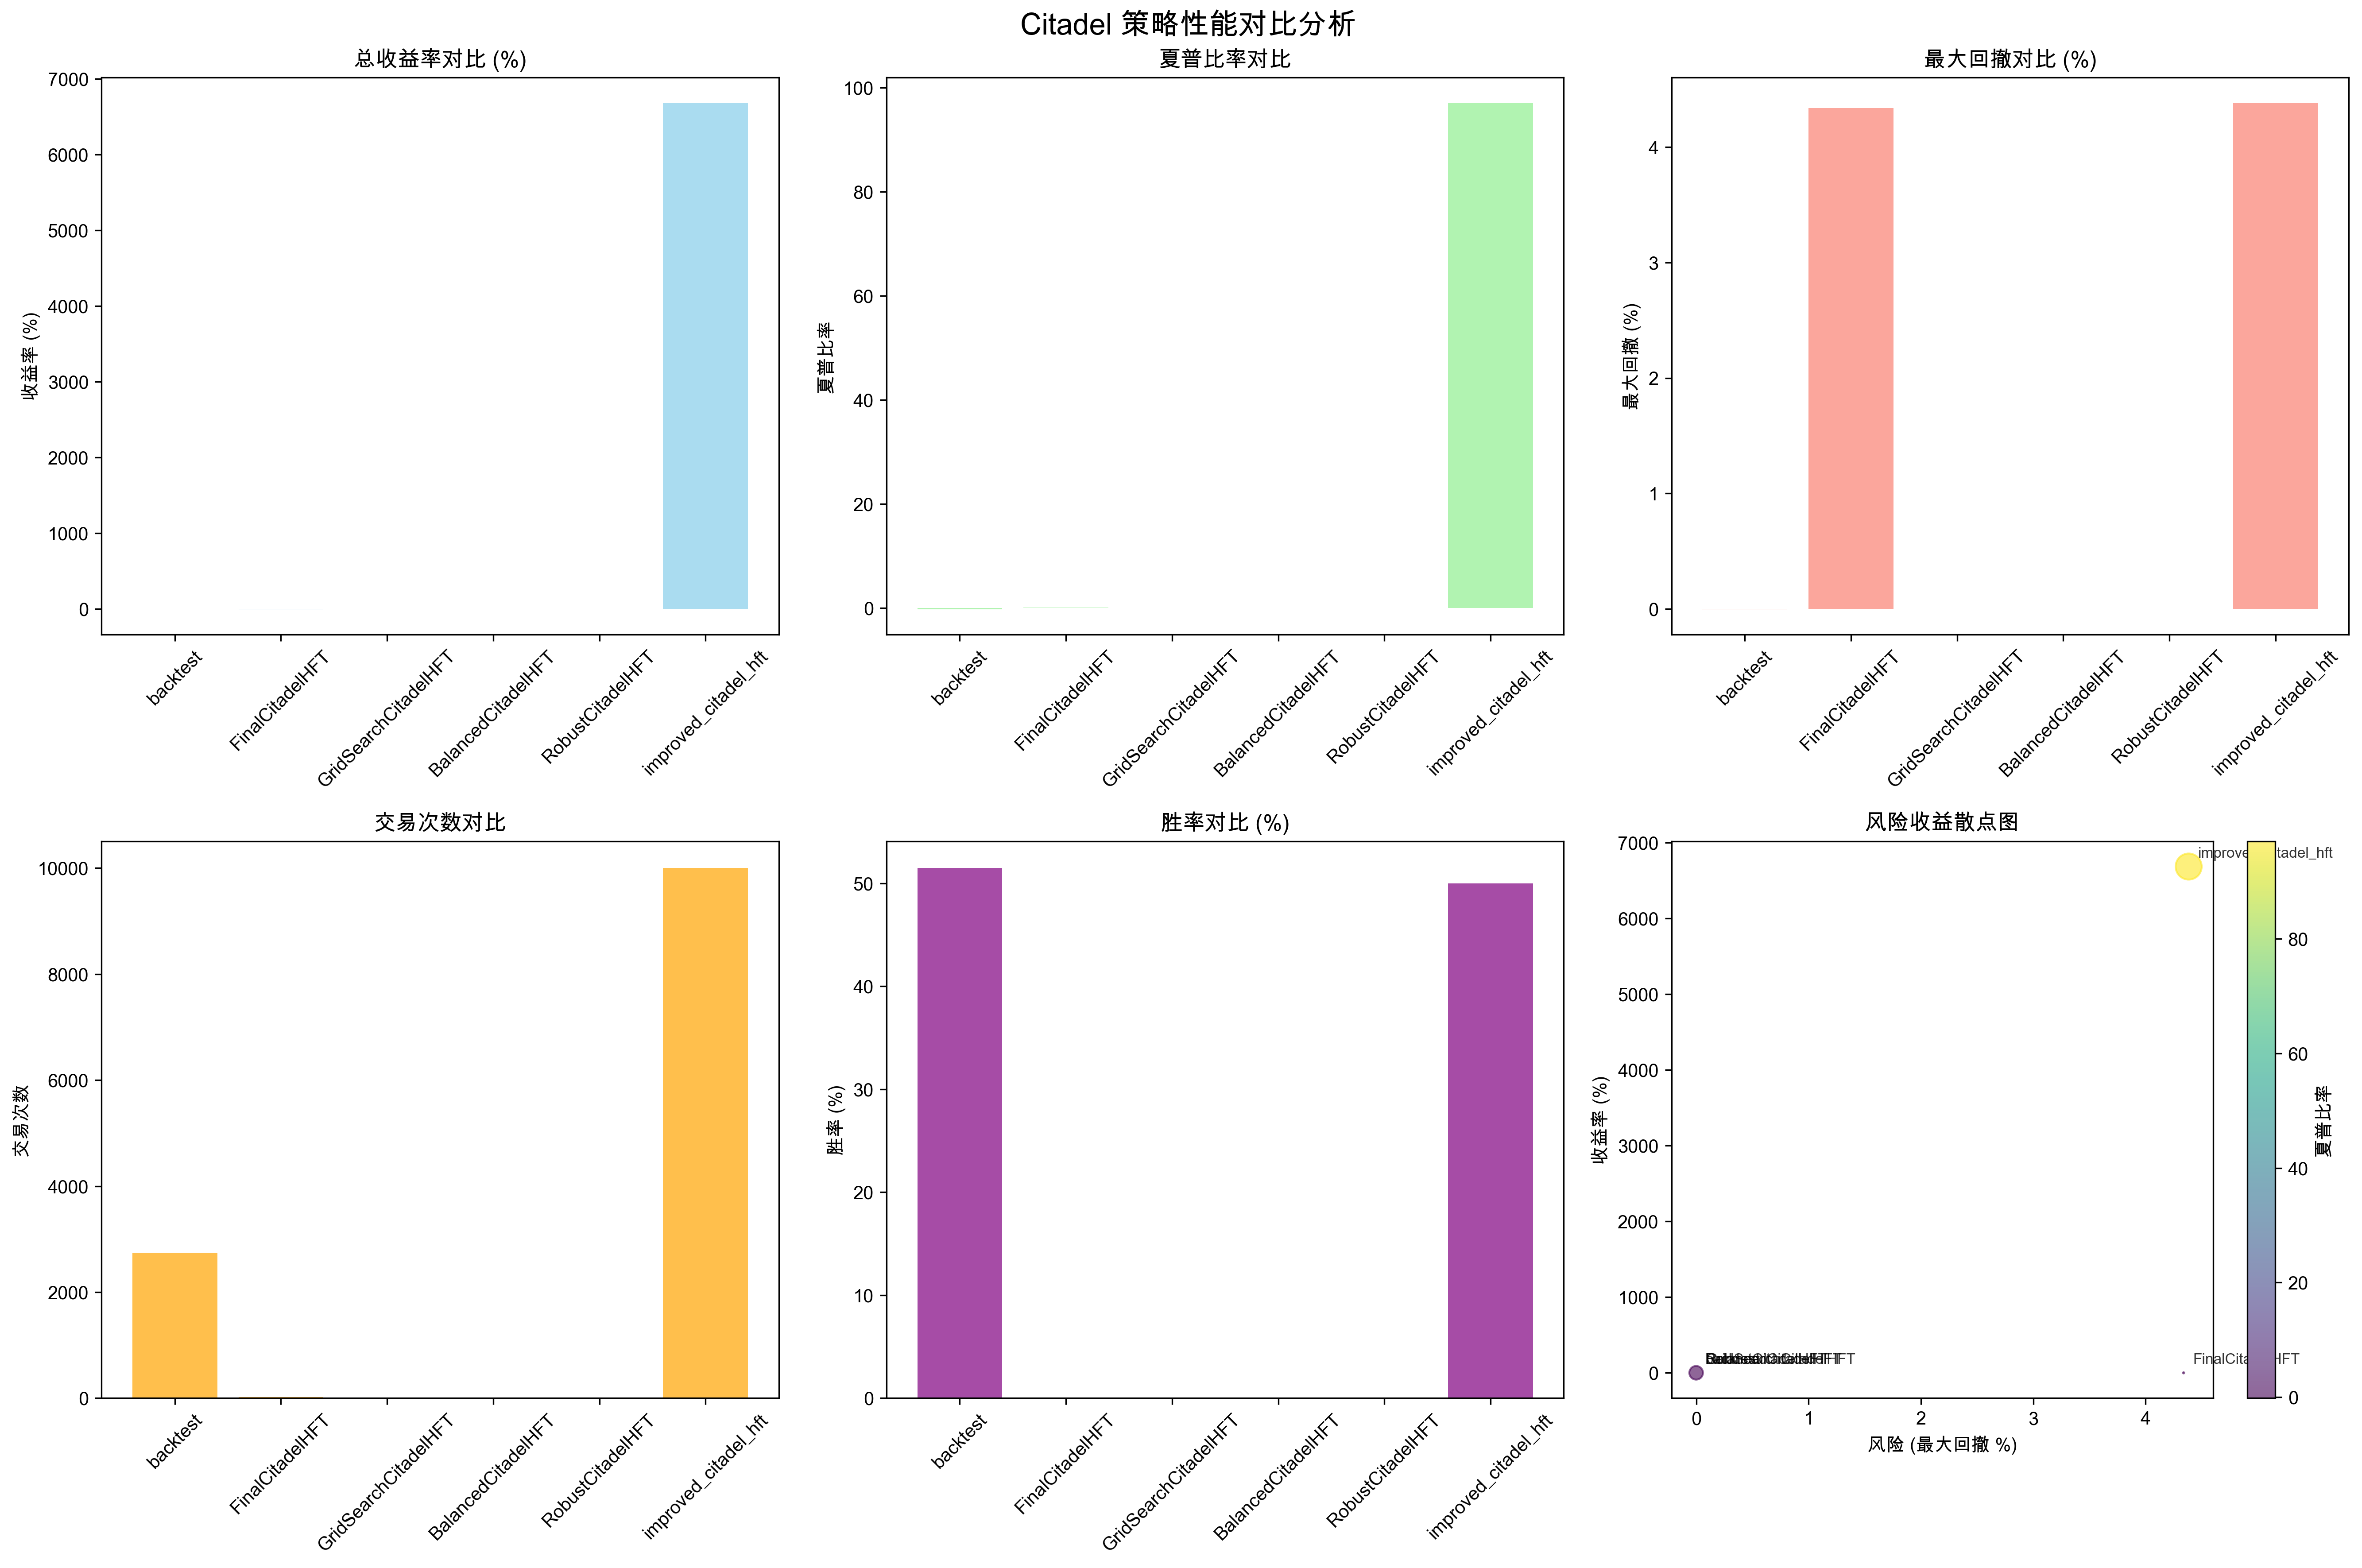 Citadel 策略性能对比分析
总收益率对比 (%)
收益率 (%)
7000
6000
5000
4000
3000
2000
1000
0
backtest
FinalCitadelHFT
GridSearchCitadelHFT
BalancedCitadelHFT
RobustCitadelHFT
improved_citadel_hft
夏普比率对比
夏普比率
100
80
60
40
20
0
backtest
FinalCitadelHFT
GridSearchCitadelHFT
BalancedCitadelHFT
RobustCitadelHFT
improved_citadel_hft
最大回撤对比 (%)
最大回撤 (%)
4
3
2
1
0
backtest
FinalCitadelHFT
GridSearchCitadelHFT
BalancedCitadelHFT
RobustCitadelHFT
improved_citadel_hft
交易次数对比
交易次数
10000
8000
6000
4000
2000
0
backtest
FinalCitadelHFT
GridSearchCitadelHFT
BalancedCitadelHFT
RobustCitadelHFT
improved_citadel_hft
胜率对比 (%)
胜率 (%)
50
40
30
20
10
0
backtest
FinalCitadelHFT
GridSearchCitadelHFT
BalancedCitadelHFT
RobustCitadelHFT
improved_citadel_hft
风险收益散点图
收益率 (%)
7000
6000
5000
4000
3000
2000
1000
0
improved_citadel_hft
FinalCitadelHFT
0
1
2
3
4
风险 (最大回撤 %)
80
60
40
20
0
夏普比率